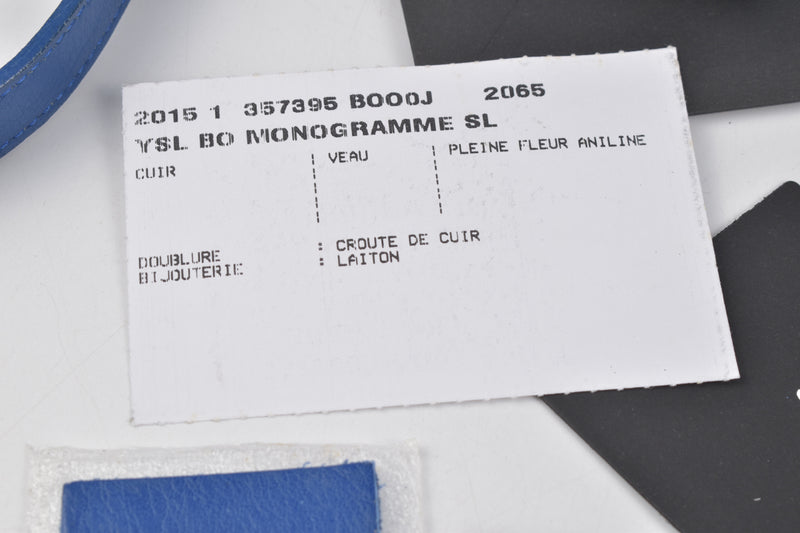 2015 1 357395 BOO0J 2065
YSL BO MONOGRAMME SL
CUIR ¦ VEAU ¦ PLEINE FLEUR ANILINE
DOUBLURE : CROUTE DE CUIR
BIJOUTERIE : LAITON